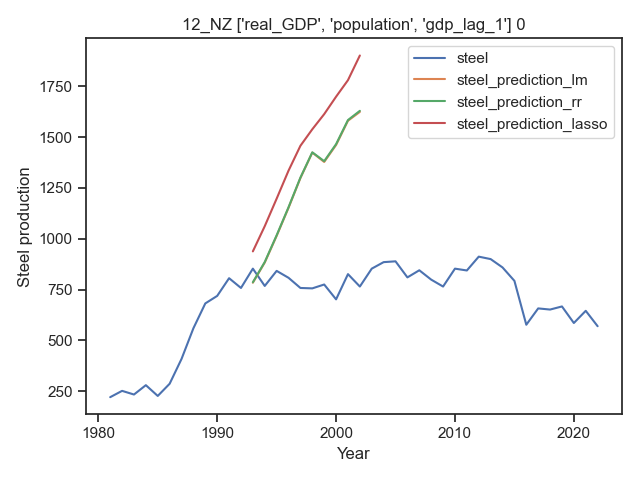 12_NZ ['real_GDP', 'population', 'gdp_lag_1'] 0
steel
steel_prediction_lm
steel_prediction_rr
steel_prediction_lasso
Steel production
1750
1500
1250
1000
750
500
250
1980
1990
2000
2010
2020
Year